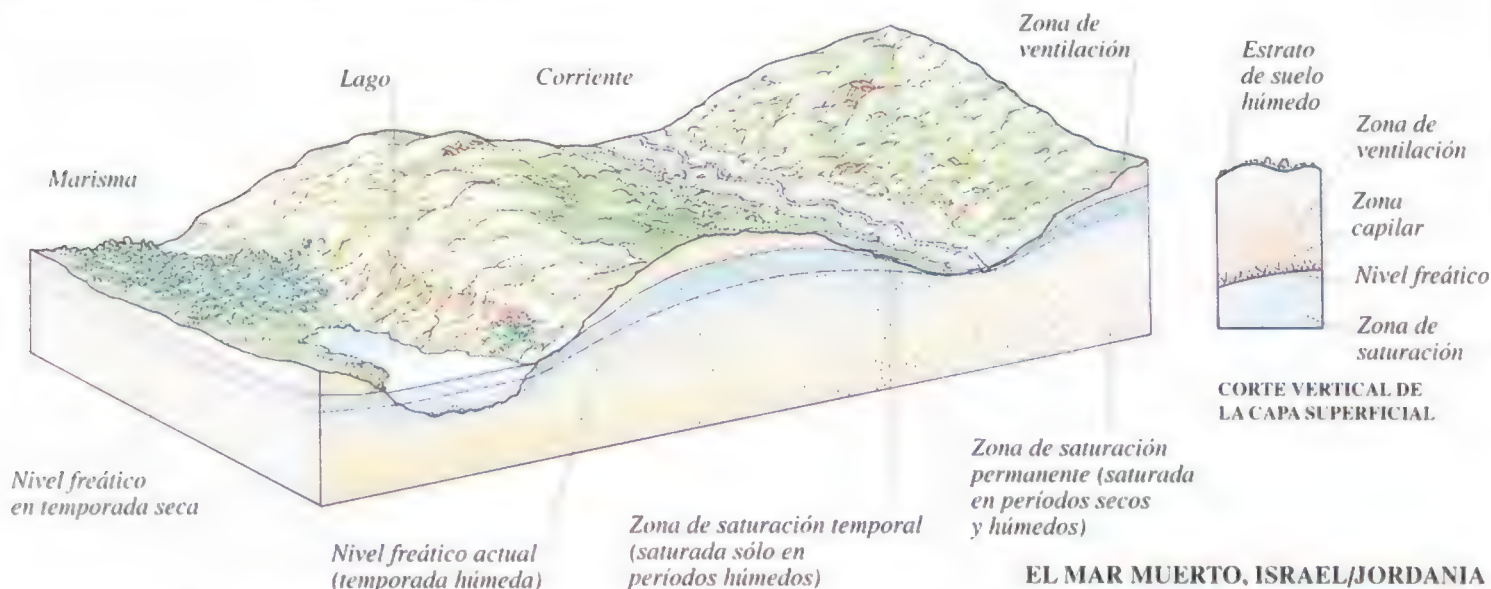 Zona de
ventilación
Lago
Corriente
Marisma
Estrato
de suelo
húmedo
Zona de
ventilación
Zona
capilar
Nivel freático
Zona de
saturación
CORTE VERTICAL DE
LA CAPA SUPERFICIAL
Nivel freático
en temporada seca
Nivel freático actual
(temporada húmeda)
Zona de saturación temporal
(saturada sólo en
períodos húmedos)
Zona de saturación
permanente (saturada
en períodos secos
y húmedos)
EL MAR MUERTO, ISRAEL/JORDANIA